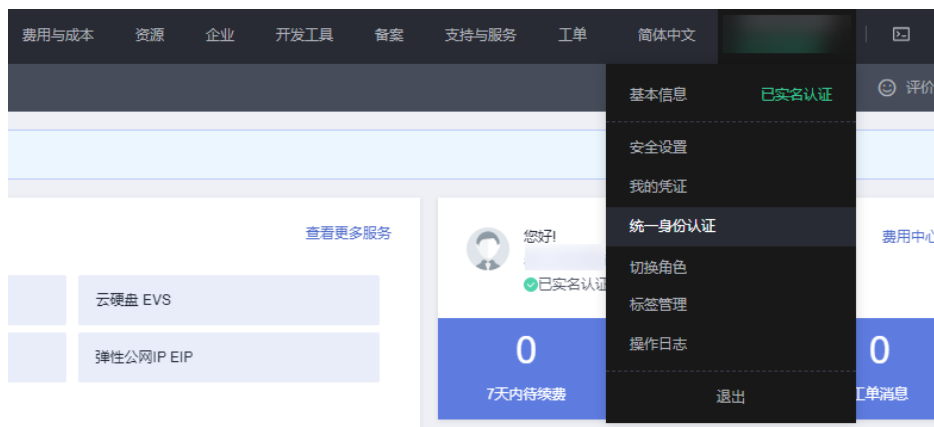 费用与成本 资源 企业 开发工具 备案 支持与服务 工单 简体中文
评价
基本信息 已实名认证
安全设置
我的凭证
统一身份认证
切换角色
标签管理
操作日志
退出
查看更多服务
云硬盘 EVS
弹性公网IP EIP
您好!
已实名认证
费用中心
0
7天内待续费
0
工单消息